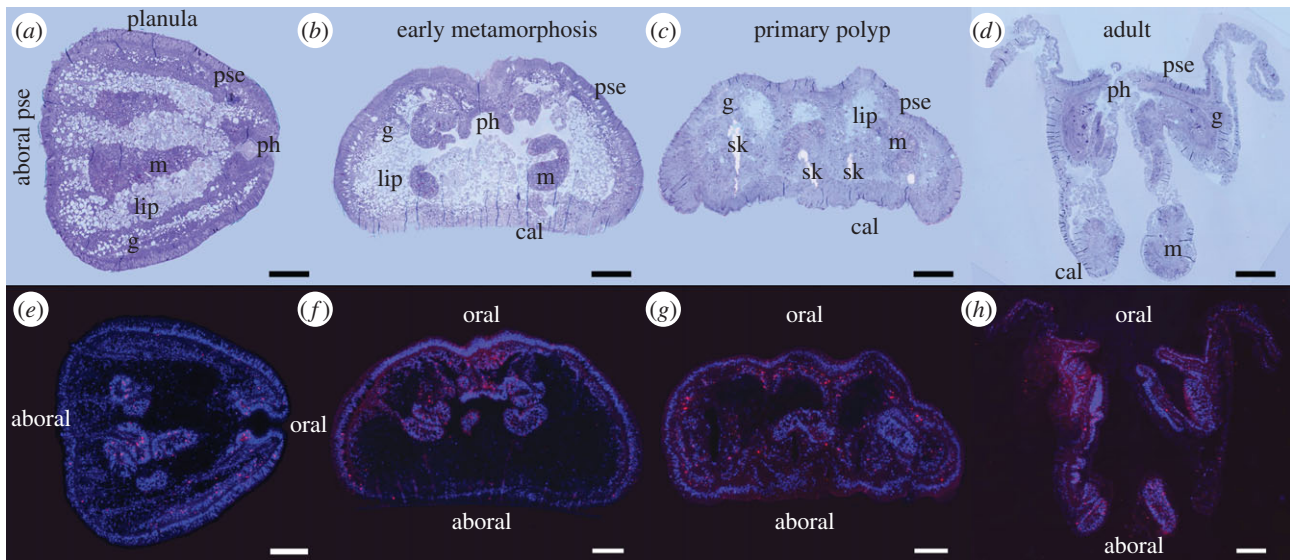 (a)
planula
aboral pse
pse
ph
m
lip
g
(b)
early metamorphosis
pse
g
ph
lip
m
cal
(c)
primary polyp
g
lip
pse
m
sk
sk
sk
cal
(d)
adult
pse
ph
g
m
cal
(e)
aboral
oral
(f)
oral
aboral
(g)
oral
aboral
(h)
oral
aboral